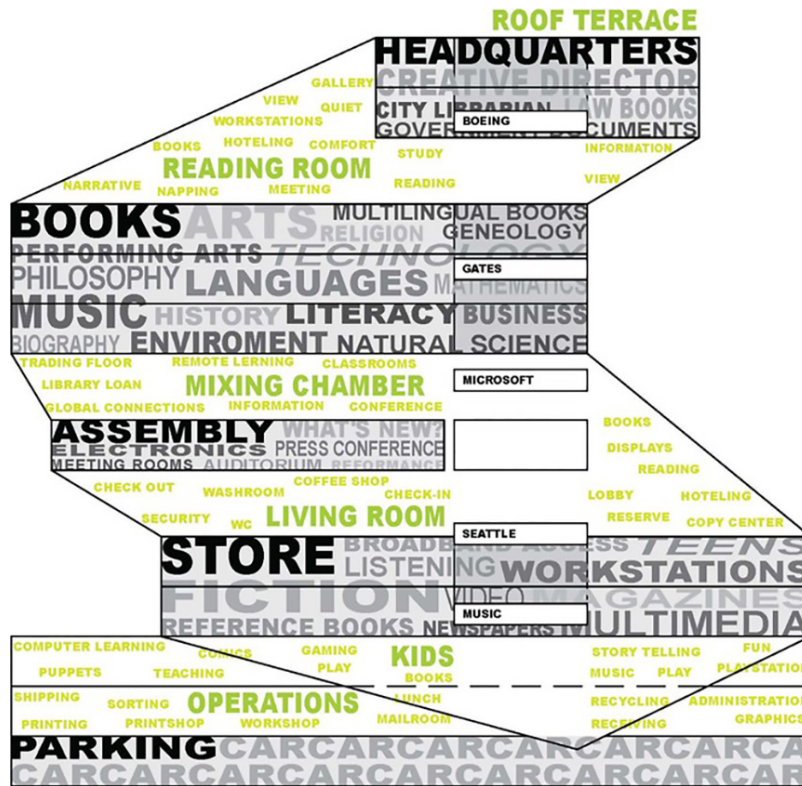 ROOF TERRACE
HEADQUARTERS
CREATIVE DIRECTOR
CITY LIBRARIAN LAW BOOKS
BOEING
GOVERNMENT DOCUMENTS
GALLERY
VIEW QUIET
WORKSTATIONS
BOOKS HOTELING COMFORT
STUDY INFORMATION
READING ROOM
NARRATIVE NAPPING MEETING READING VIEW
BOOKS ARTS MULTILINGUAL BOOKS
RELIGION GENEOLOGY
PERFORMING ARTS TECHNOLOGY
GATES
PHILOSOPHY LANGUAGES MATHEMATICS
MUSIC HISTORY LITERACY BUSINESS
BIOGRAPHY ENVIROMENT NATURAL SCIENCE
TRADING FLOOR REMOTE LERNING CLASSROOMS
LIBRARY LOAN MIXING CHAMBER MICROSOFT
GLOBAL CONNECTIONS INFORMATION CONFERENCE
ASSEMBLY WHAT'S NEW?
ELECTRONICS PRESS CONFERENCE
MEETING ROOMS AUDITORIUM REFORMANCE
BOOKS
DISPLAYS
READING
CHECK OUT WASHROOM COFFEE SHOP CHECK-IN
LOBBY HOTELING
SECURITY WC LIVING ROOM
RESERVE COPY CENTER
SEATTLE
STORE BROADBAND ACCESS TEENS
LISTENING WORKSTATIONS
FICTION VIDEO MAGAZINES
MUSIC
REFERENCE BOOKS NEWSPAPERS MULTIMEDIA
COMPUTER LEARNING COMICS GAMING KIDS STORY TELLING FUN
PUPPETS TEACHING PLAY BOOKS MUSIC PLAY PLAYSTATION
SHIPPING SORTING OPERATIONS LUNCH RECYCLING ADMINISTRATION
PRINTING PRINTSHOP WORKSHOP MAILROOM RECEIVING GRAPHICS
PARKING CARCARCARCARCARCARCARCAR
CARCARCARCARCARCARCARCARCARCARCAR